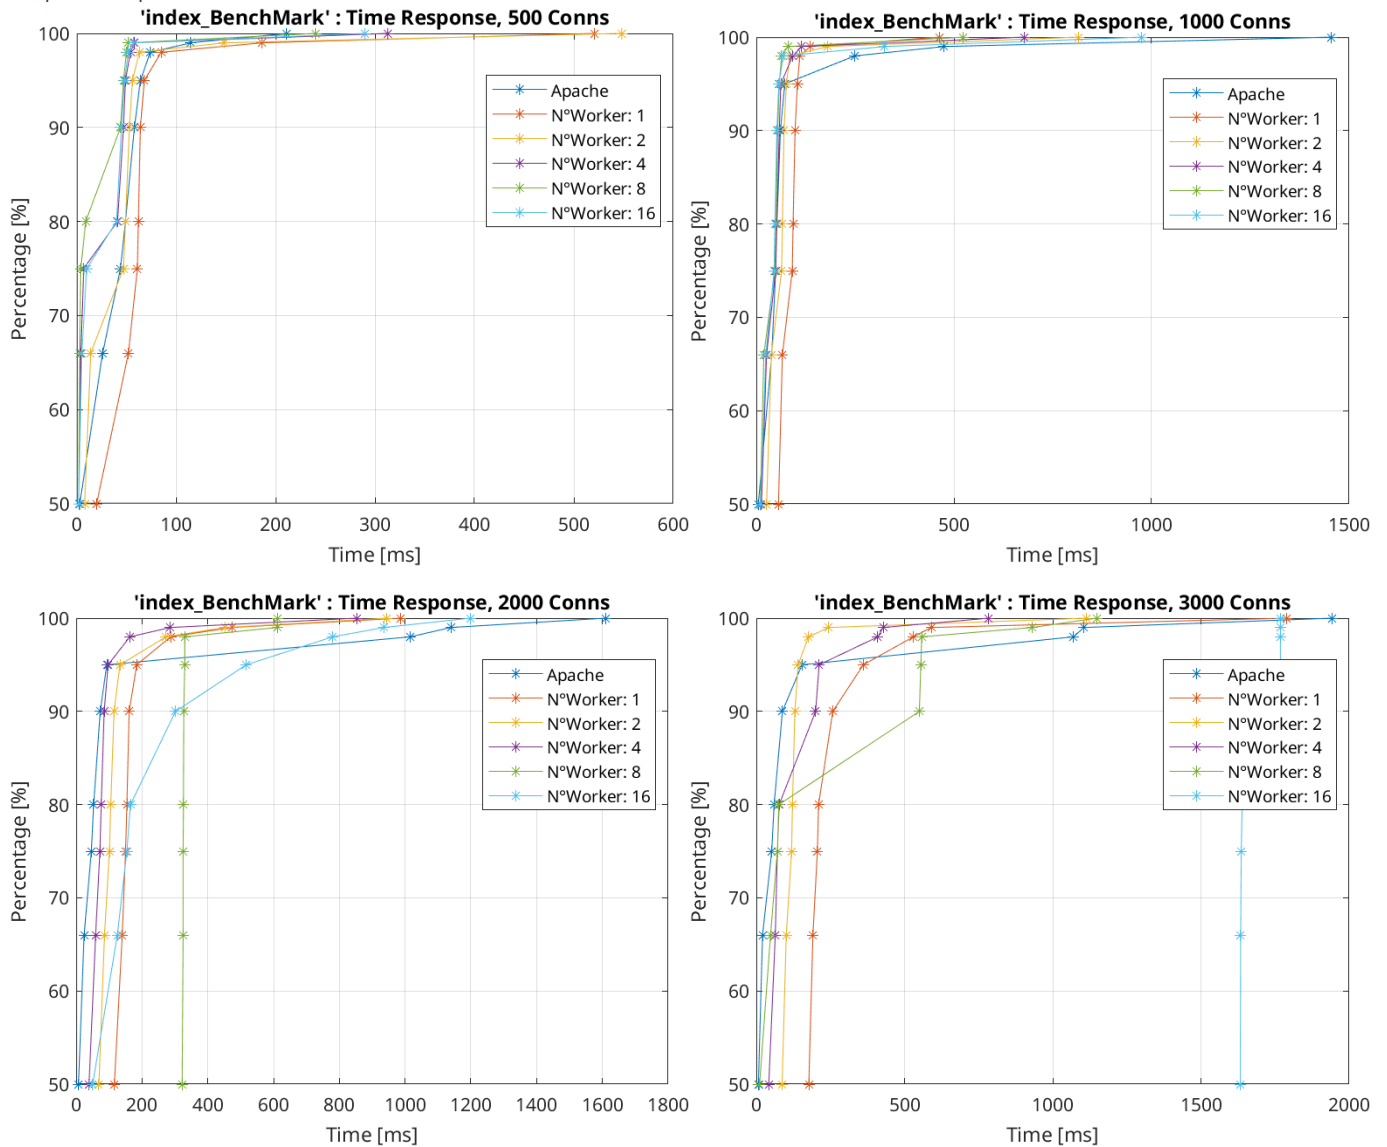 'index_BenchMark' : Time Response, 500 Conns
100
90
80
70
60
50
Percentage [%]
0 100 200 300 400 500 600
Time [ms]
Apache
N°Worker: 1
N°Worker: 2
N°Worker: 4
N°Worker: 8
N°Worker: 16
'index_BenchMark' : Time Response, 1000 Conns
100
90
80
70
60
50
Percentage [%]
0 500 1000 1500
Time [ms]
Apache
N°Worker: 1
N°Worker: 2
N°Worker: 4
N°Worker: 8
N°Worker: 16
'index_BenchMark' : Time Response, 2000 Conns
100
90
80
70
60
50
Percentage [%]
0 200 400 600 800 1000 1200 1400 1600 1800
Time [ms]
Apache
N°Worker: 1
N°Worker: 2
N°Worker: 4
N°Worker: 8
N°Worker: 16
'index_BenchMark' : Time Response, 3000 Conns
100
90
80
70
60
50
Percentage [%]
0 500 1000 1500 2000
Time [ms]
Apache
N°Worker: 1
N°Worker: 2
N°Worker: 4
N°Worker: 8
N°Worker: 16